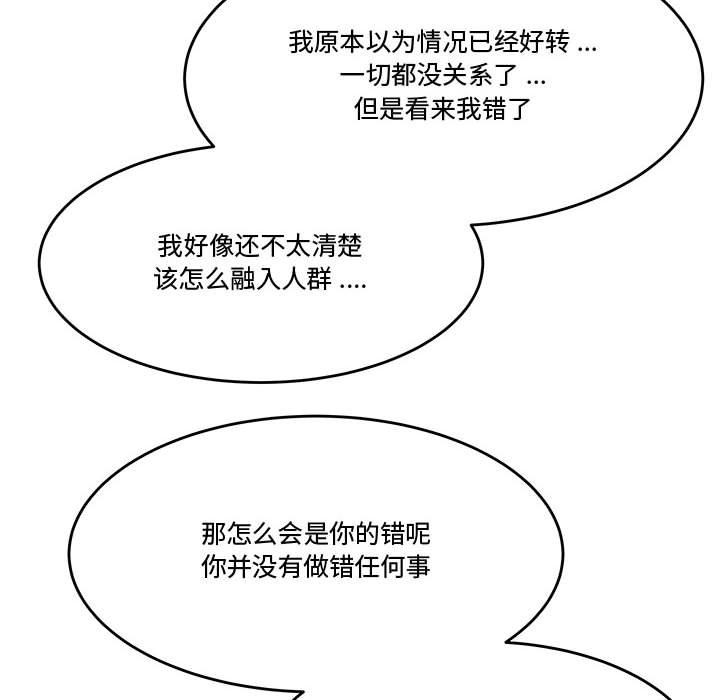 我原本以为情况已经好转 ...
一切都没关系了 ...
但是看来我错了
我好像还不太清楚
该怎么融入人群 ....
那怎么会是你的错呢
你并没有做错任何事